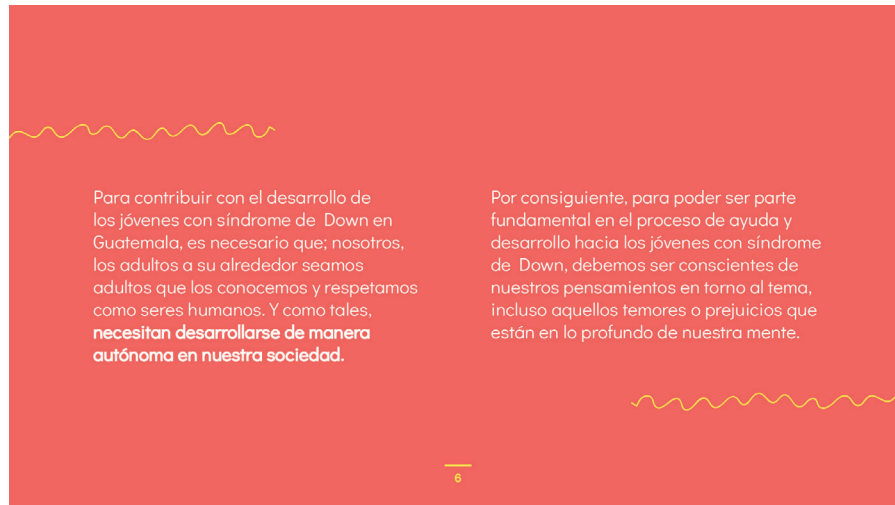 Para contribuir con el desarrollo de
los jóvenes con síndrome de Down en
Guatemala, es necesario que; nosotros,
los adultos a su alrededor seamos
adultos que los conocemos y respetamos
como seres humanos. Y como tales,
necesitan desarrollarse de manera
autónoma en nuestra sociedad.
Por consiguiente, para poder ser parte
fundamental en el proceso de ayuda y
desarrollo hacia los jóvenes con síndrome
de Down, debemos ser conscientes de
nuestros pensamientos en torno al tema,
incluso aquellos temores o prejuicios que
están en lo profundo de nuestra mente.
6